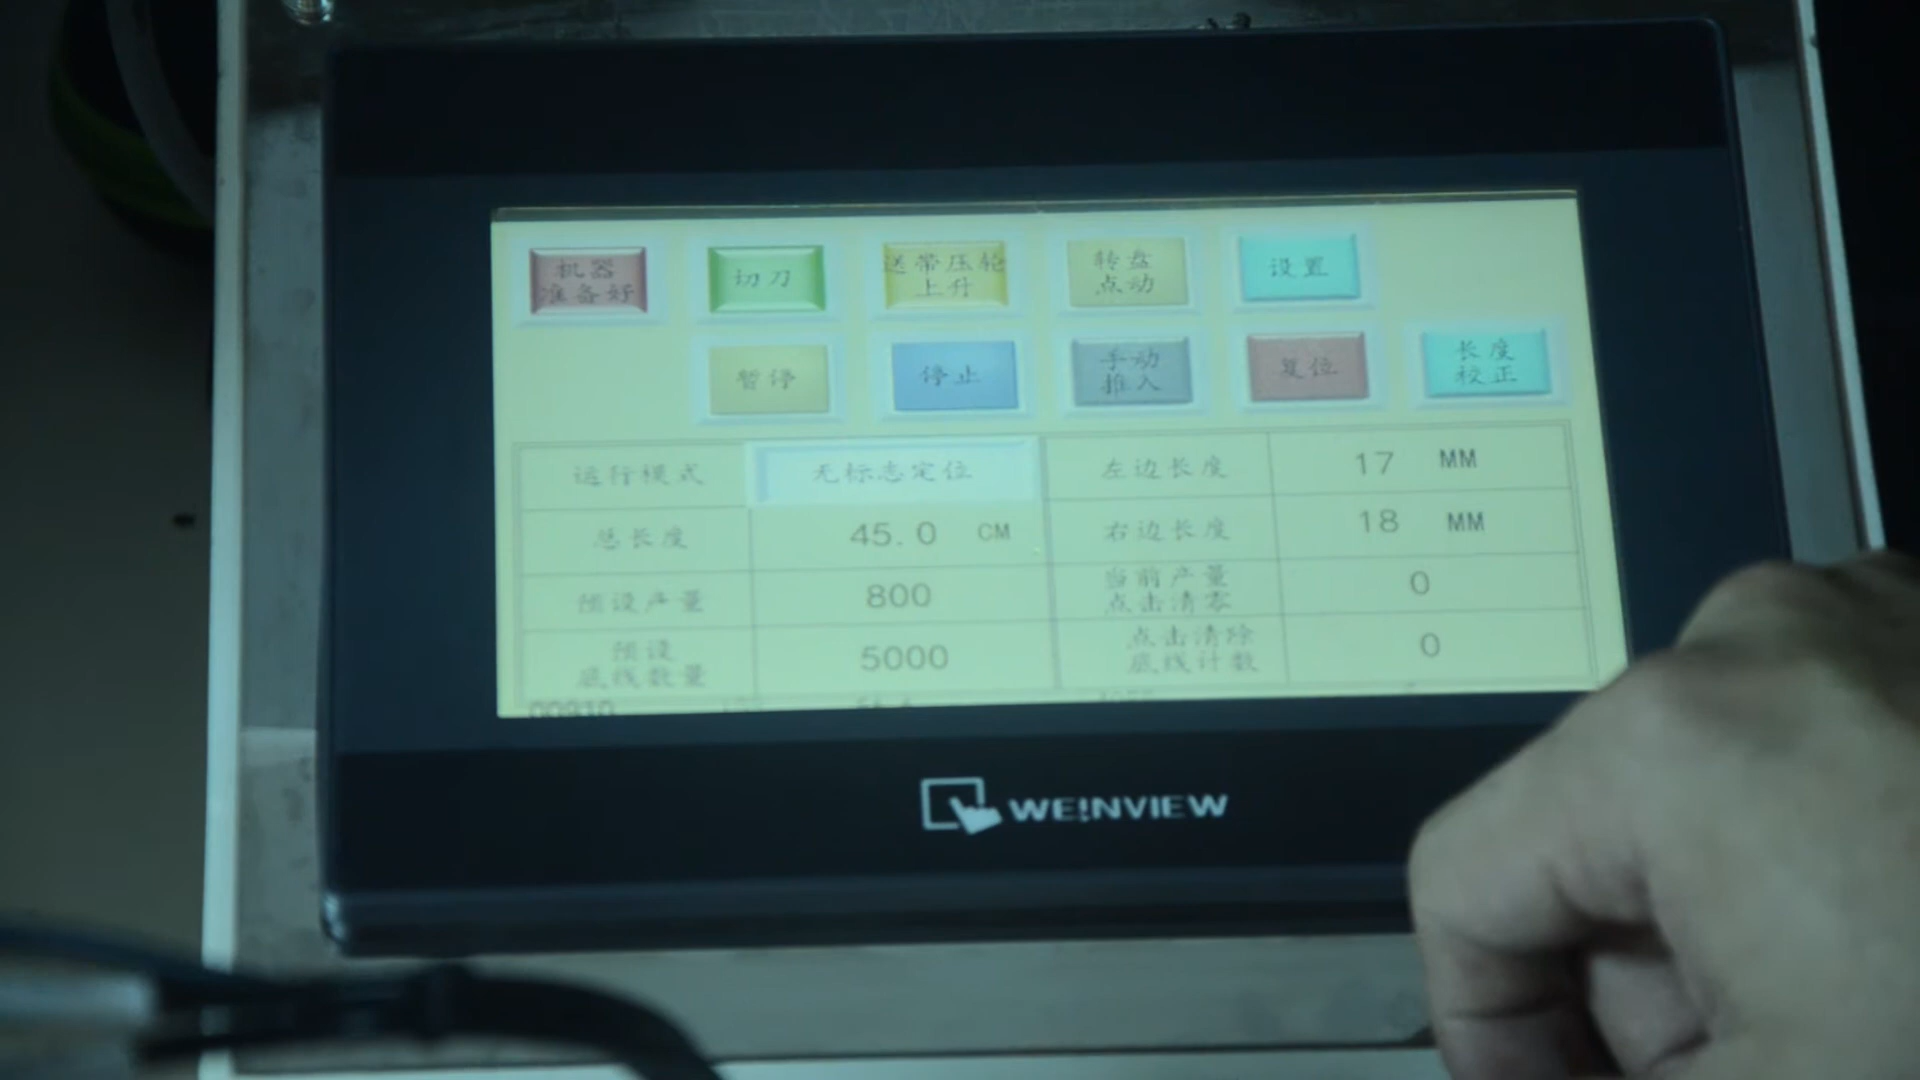 机器
准备好
切刀
送带压轮
上升
转盘
点动
设置
暂停
停止
手动
推入
复位
长度
校正
运行模式
无标志定位
左边长度
17 MM
总长度
45.0 CM
右边长度
18 MM
预设产量
800
当前产量
点击清零
0
预设
底线数量
5000
点击清除
底线计数
0
00910
WE!NVIEW